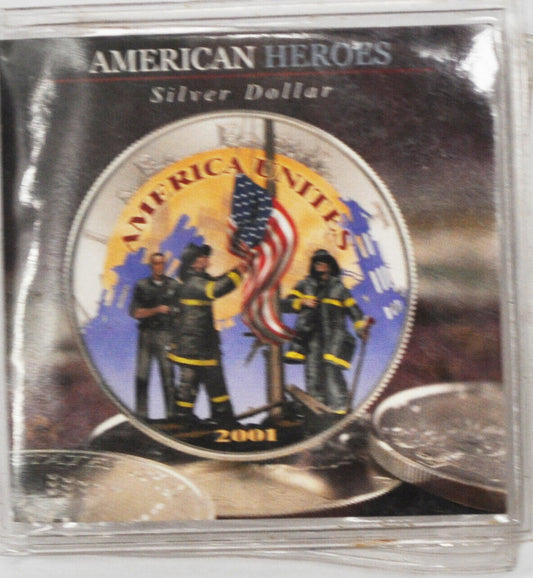 AMERICAN HEROES
Silver Dollar
AMERICA UNITES
2001